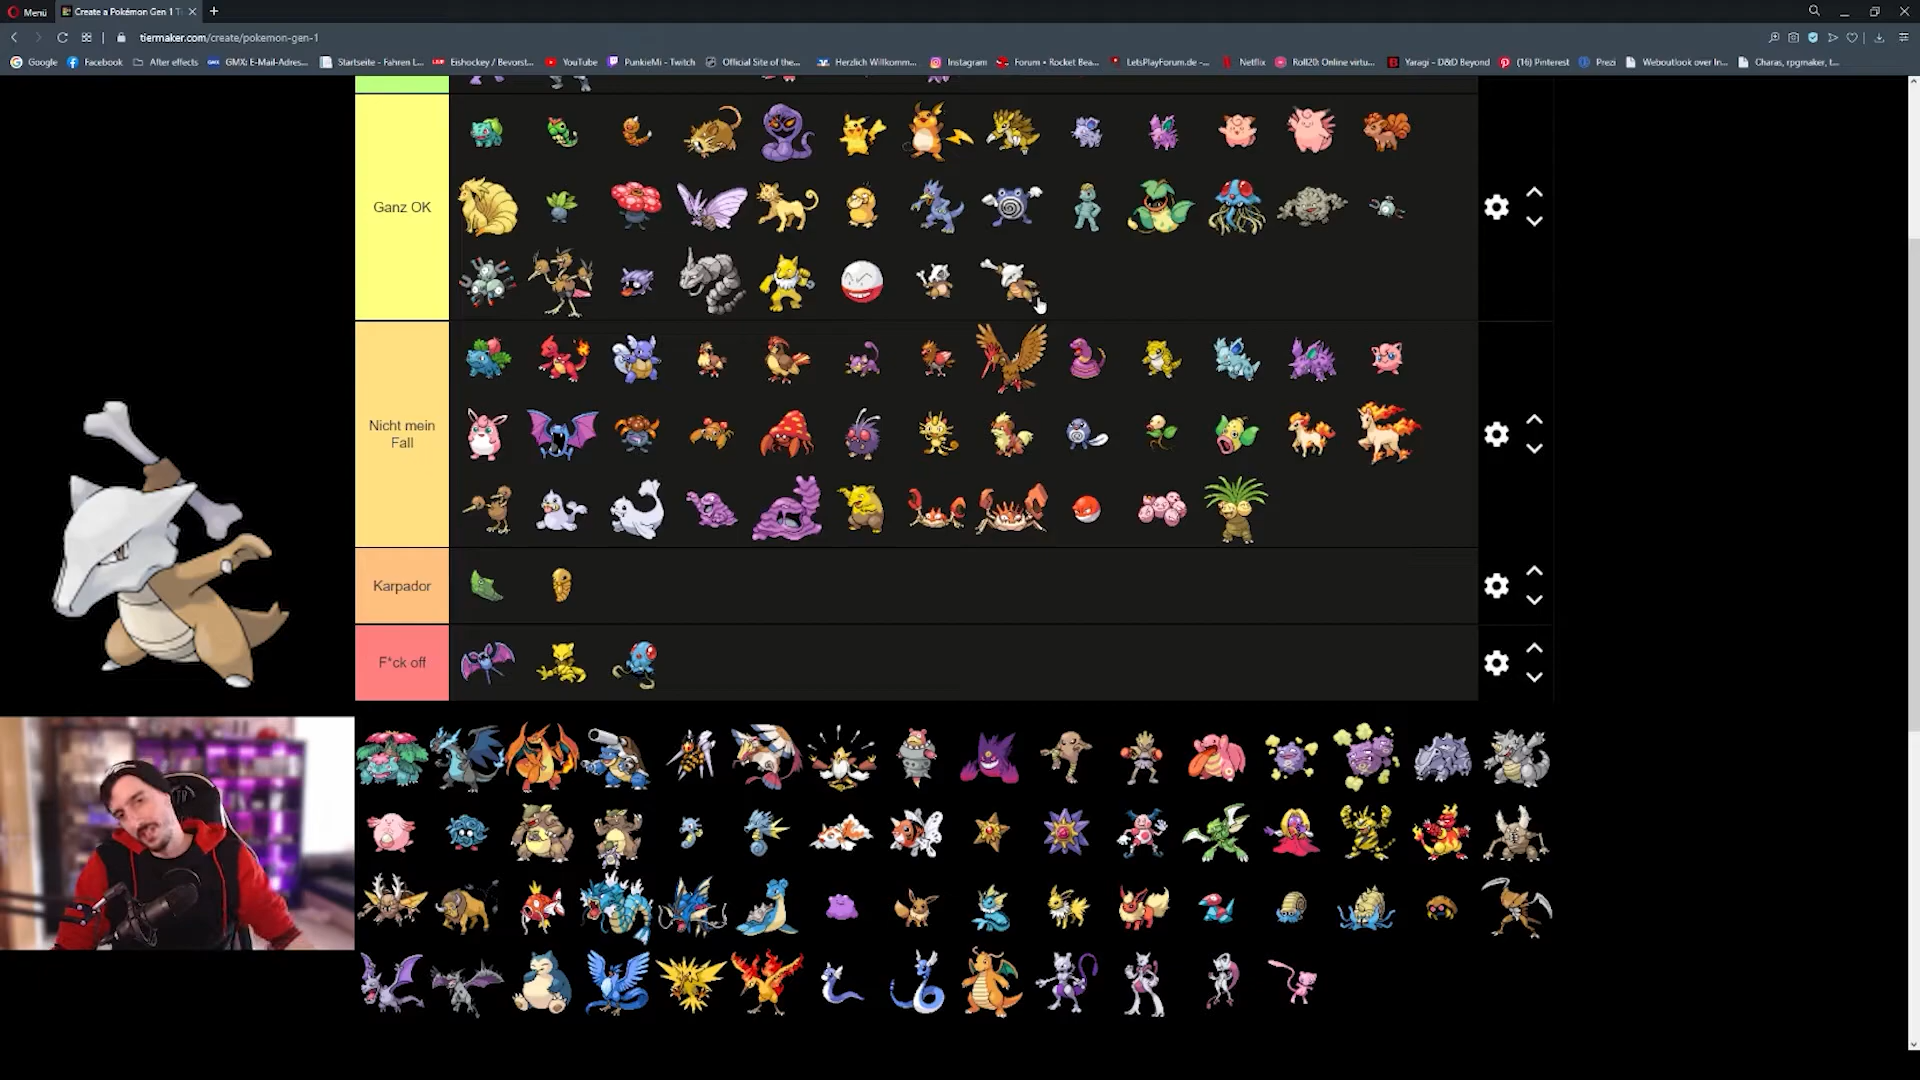 Menü
Create a Pokémon Gen 1 T
tiermaker.com/create/pokemon-gen-1
Google
Facebook
After effects
GMX: E-Mail-Adres...
Startseite - Fahren L...
Eishockey / Bevorst...
YouTube
PunkieMi - Twitch
Official Site of the...
Herzlich Willkomm...
Instagram
Forum • Rocket Bea...
LetsPlayForum.de -...
Netflix
Roll20: Online virtu...
Yaragi - D&D Beyond
(16) Pinterest
Prezi
Weboutlook over In...
Charas, rpgmaker, t...
Ganz OK
Nicht mein
Fall
Karpador
F*ck off